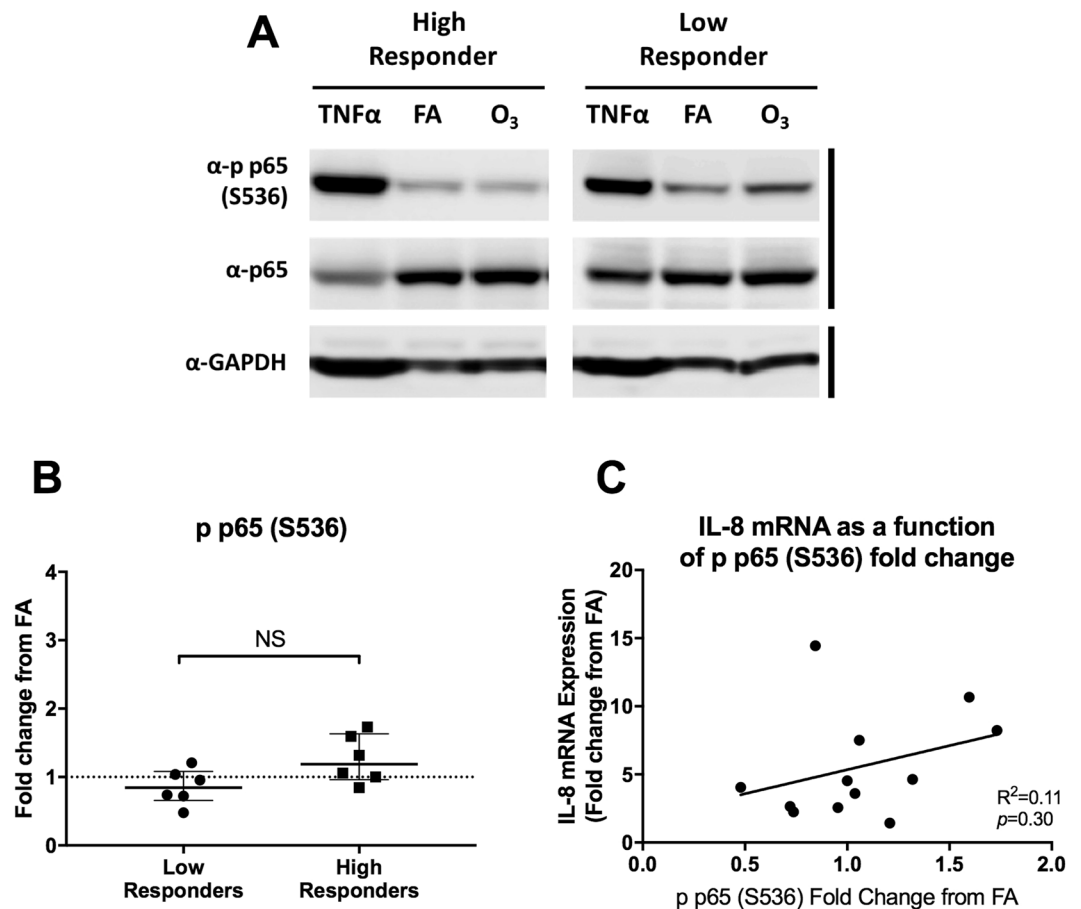 A
High
Responder
Low
Responder
TNFα FA O₃
TNFα FA O₃
α-p p65
(S536)
α-p65
α-GAPDH
B
p p65 (S536)
Fold change from FA
4
3
2
1
0
NS
Low
Responders
High
Responders
C
IL-8 mRNA as a function
of p p65 (S536) fold change
IL-8 mRNA Expression
(Fold change from FA)
20
15
10
5
0
R²=0.11
p=0.30
0.0 0.5 1.0 1.5 2.0
p p65 (S536) Fold Change from FA